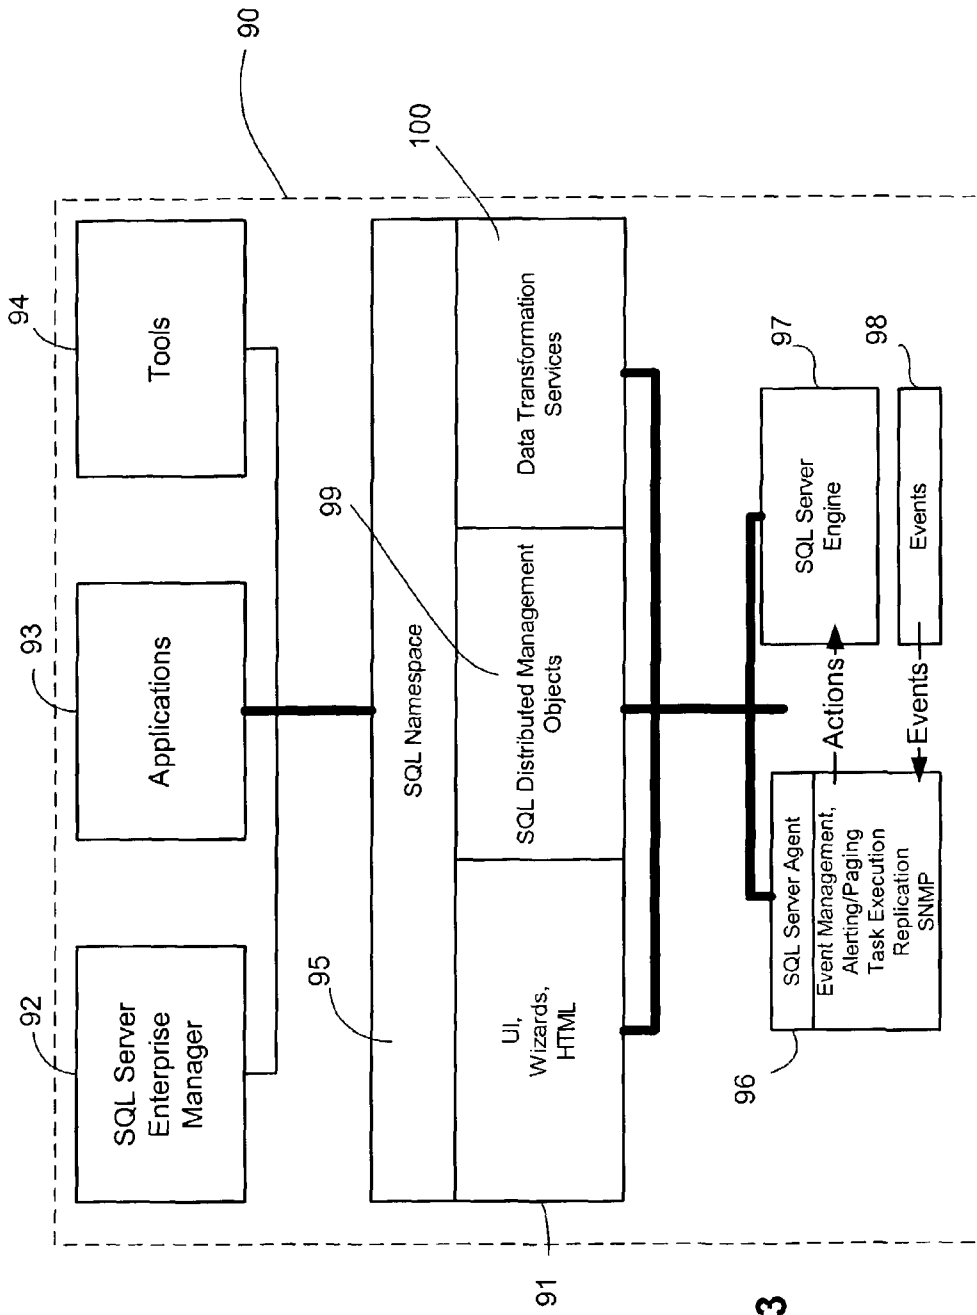 90
92
93
94
SQL Server
Enterprise
Manager
Applications
Tools
95
99
100
SQL Namespace
UI,
Wizards,
HTML
SQL Distributed Management
Objects
Data Transformation
Services
91
96
SQL Server Agent
Event Management,
Alerting/Paging
Task Execution
Replication
SNMP
Actions
Events
97
SQL Server
Engine
98
Events
3